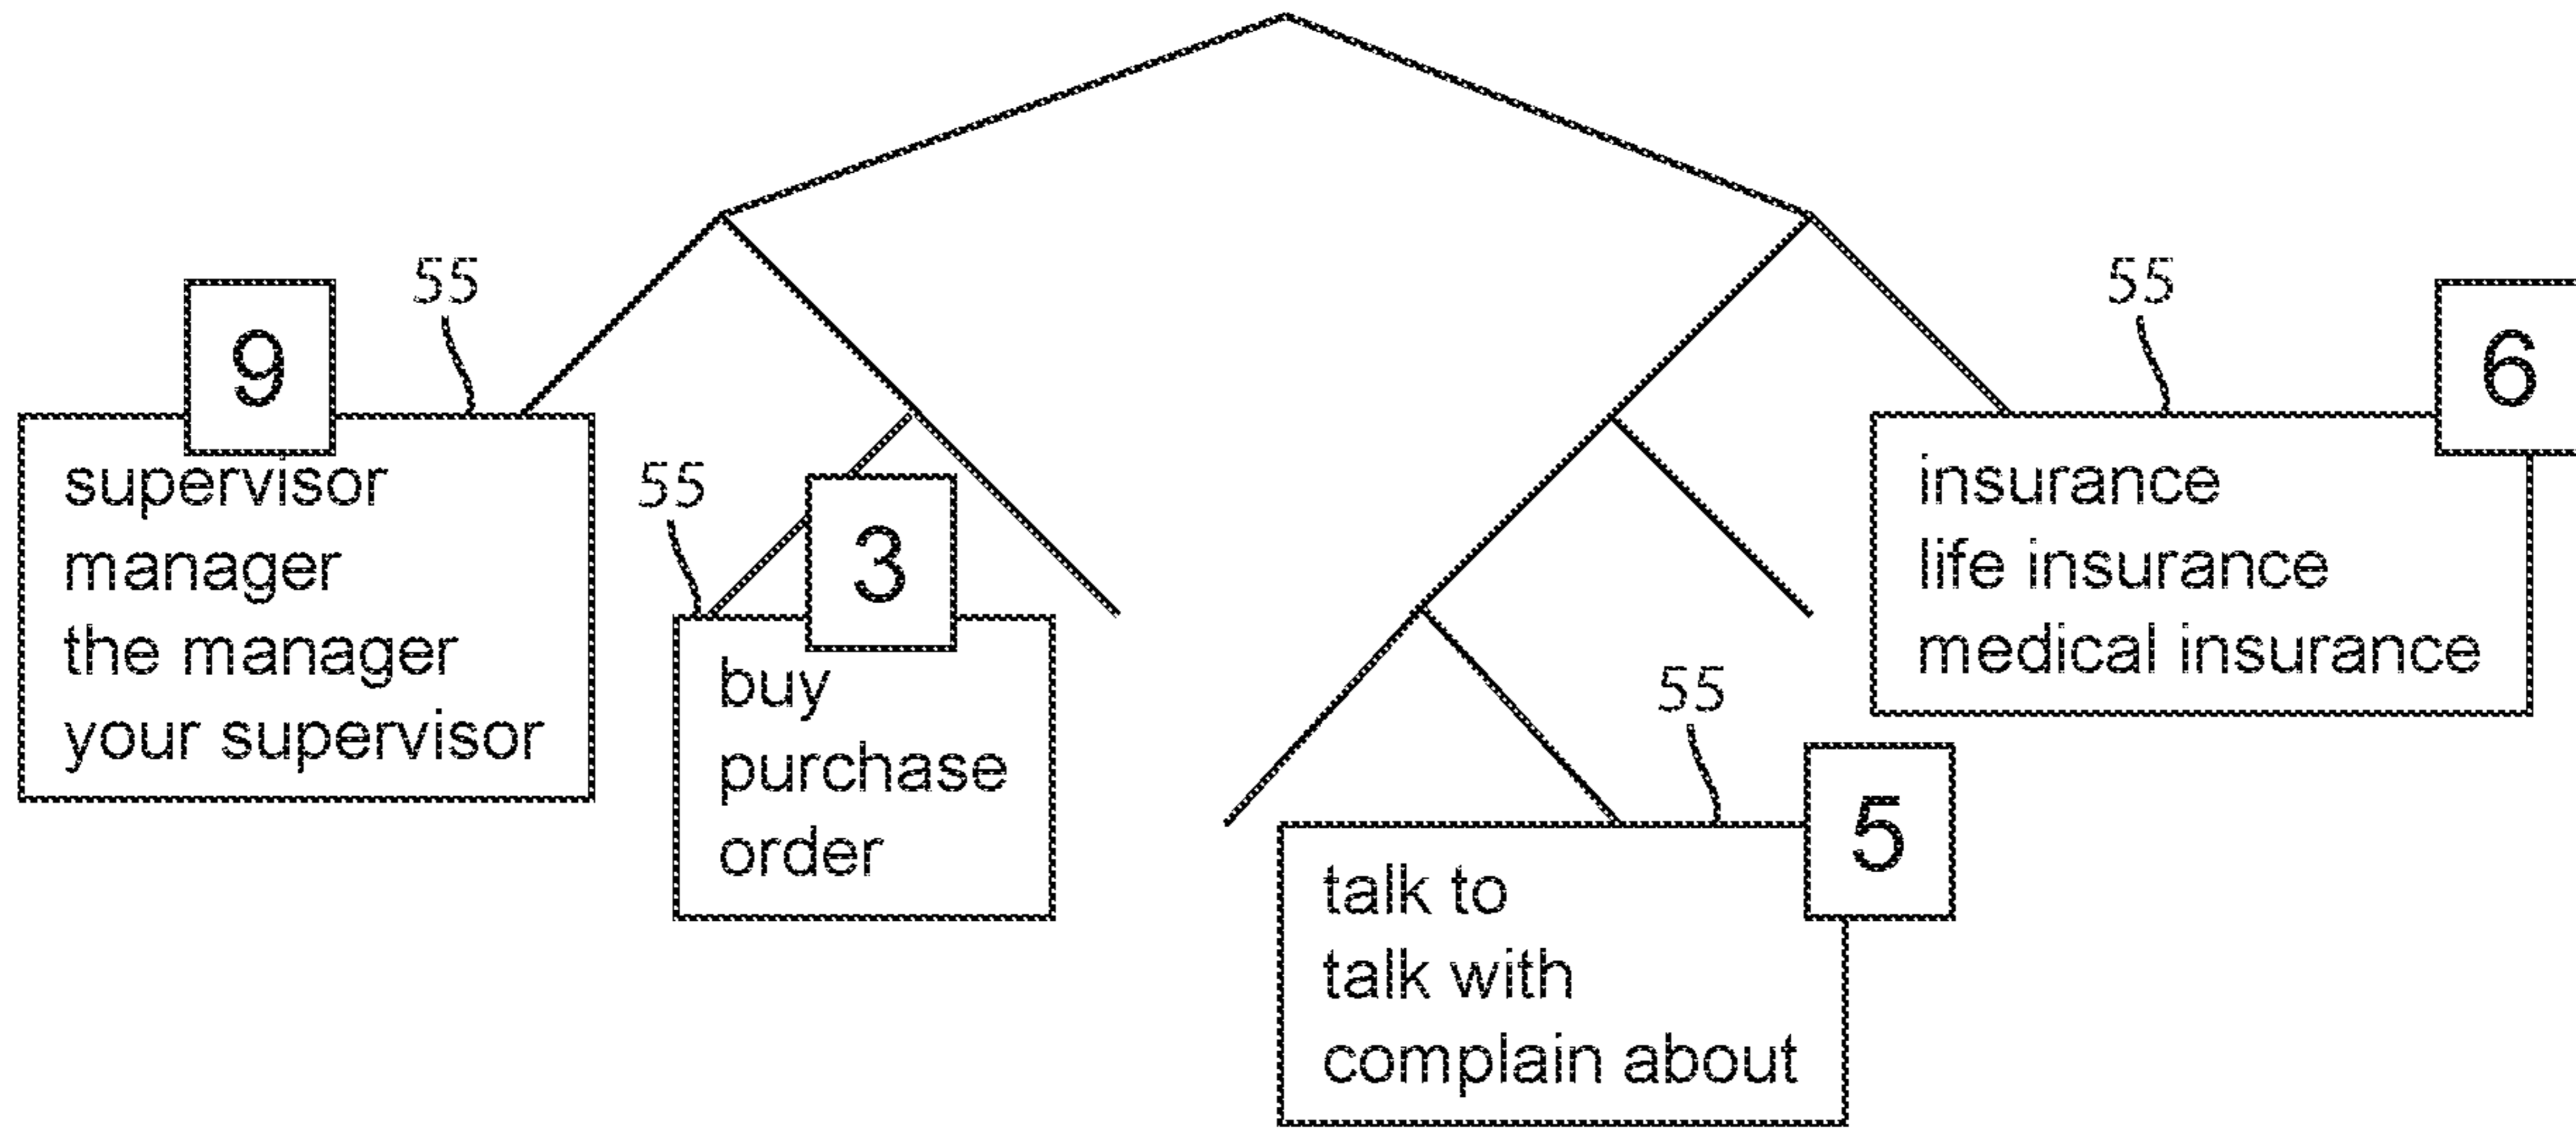 55
9
supervisor
manager
the manager
your supervisor
55
3
buy
purchase
order
55
6
insurance
life insurance
medical insurance
55
5
talk to
talk with
complain about